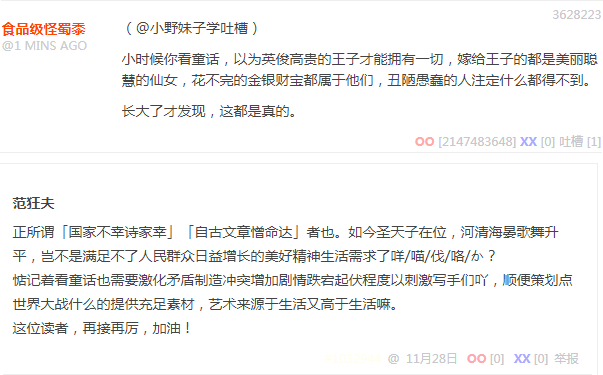 3628223
食品级怪蜀黍
@1 MINS AGO
（@小野妹子学吐槽）
小时候你看童话，以为英俊高贵的王子才能拥有一切，嫁给王子的都是美丽聪
慧的仙女，花不完的金银财宝都属于他们，丑陋愚蠢的人注定什么都得不到。
长大了才发现，这都是真的。
OO [2147483648] XX [0] 吐槽 [1]
范狂夫
正所谓「国家不幸诗家幸」「自古文章憎命达」者也。如今圣天子在位，河清海晏歌舞升
平，岂不是满足不了人民群众日益增长的美好精神生活需求了咩/喵/伐/咯/か？
惦记着看童话也需要激化矛盾制造冲突增加剧情跌宕起伏程度以刺激写手们吖，顺便策划点
世界大战什么的提供充足素材，艺术来源于生活又高于生活嘛。
这位读者，再接再厉，加油！
@ 11月28日 OO [0] XX [0] 举报